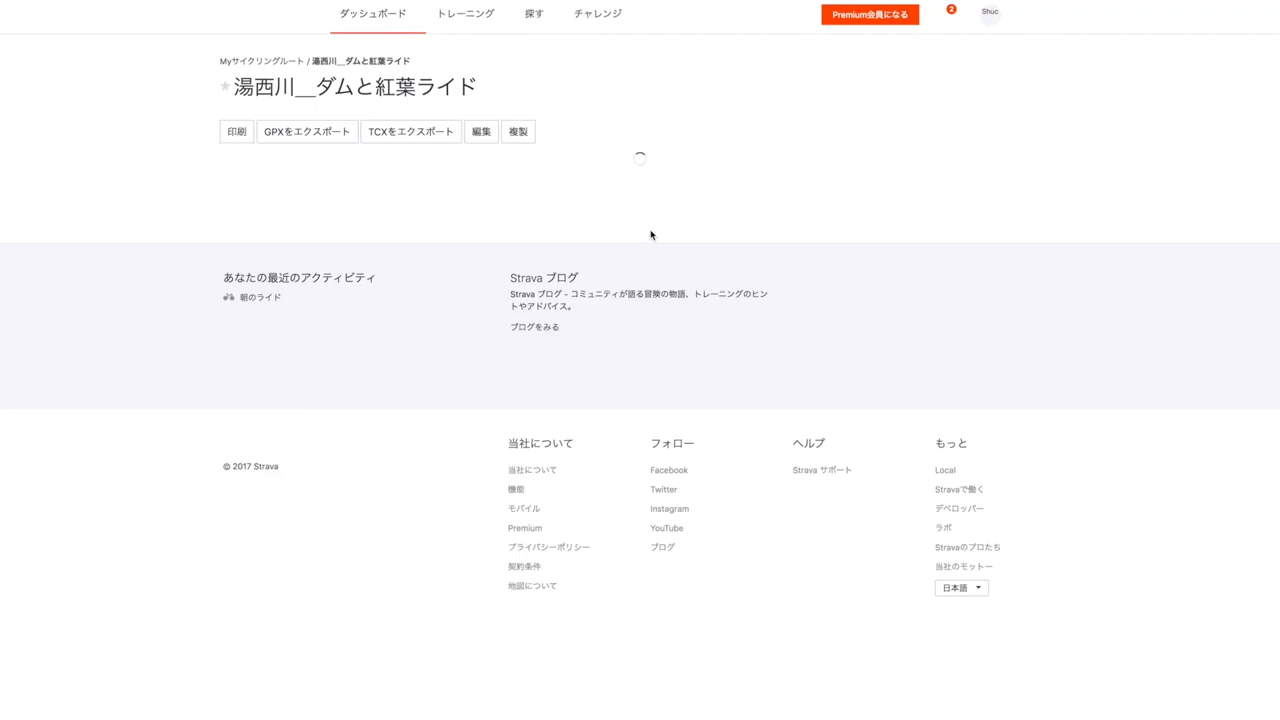 ダッシュボード トレーニング 探す チャレンジ Premium会員になる 2 Shuc
Myサイクリングルート / 湯西川__ダムと紅葉ライド
湯西川__ダムと紅葉ライド
印刷 GPXをエクスポート TCXをエクスポート 編集 複製
あなたの最近のアクティビティ
朝のライド
Strava ブログ
Strava ブログ - コミュニティが語る冒険の物語、トレーニングのヒン
トやアドバイス。
ブログをみる
© 2017 Strava
当社について
当社について
機能
モバイル
Premium
プライバシーポリシー
契約条件
地図について
フォロー
Facebook
Twitter
Instagram
YouTube
ブログ
ヘルプ
Strava サポート
もっと
Local
Stravaで働く
デベロッパー
ラボ
Stravaのプロたち
当社のモットー
日本語